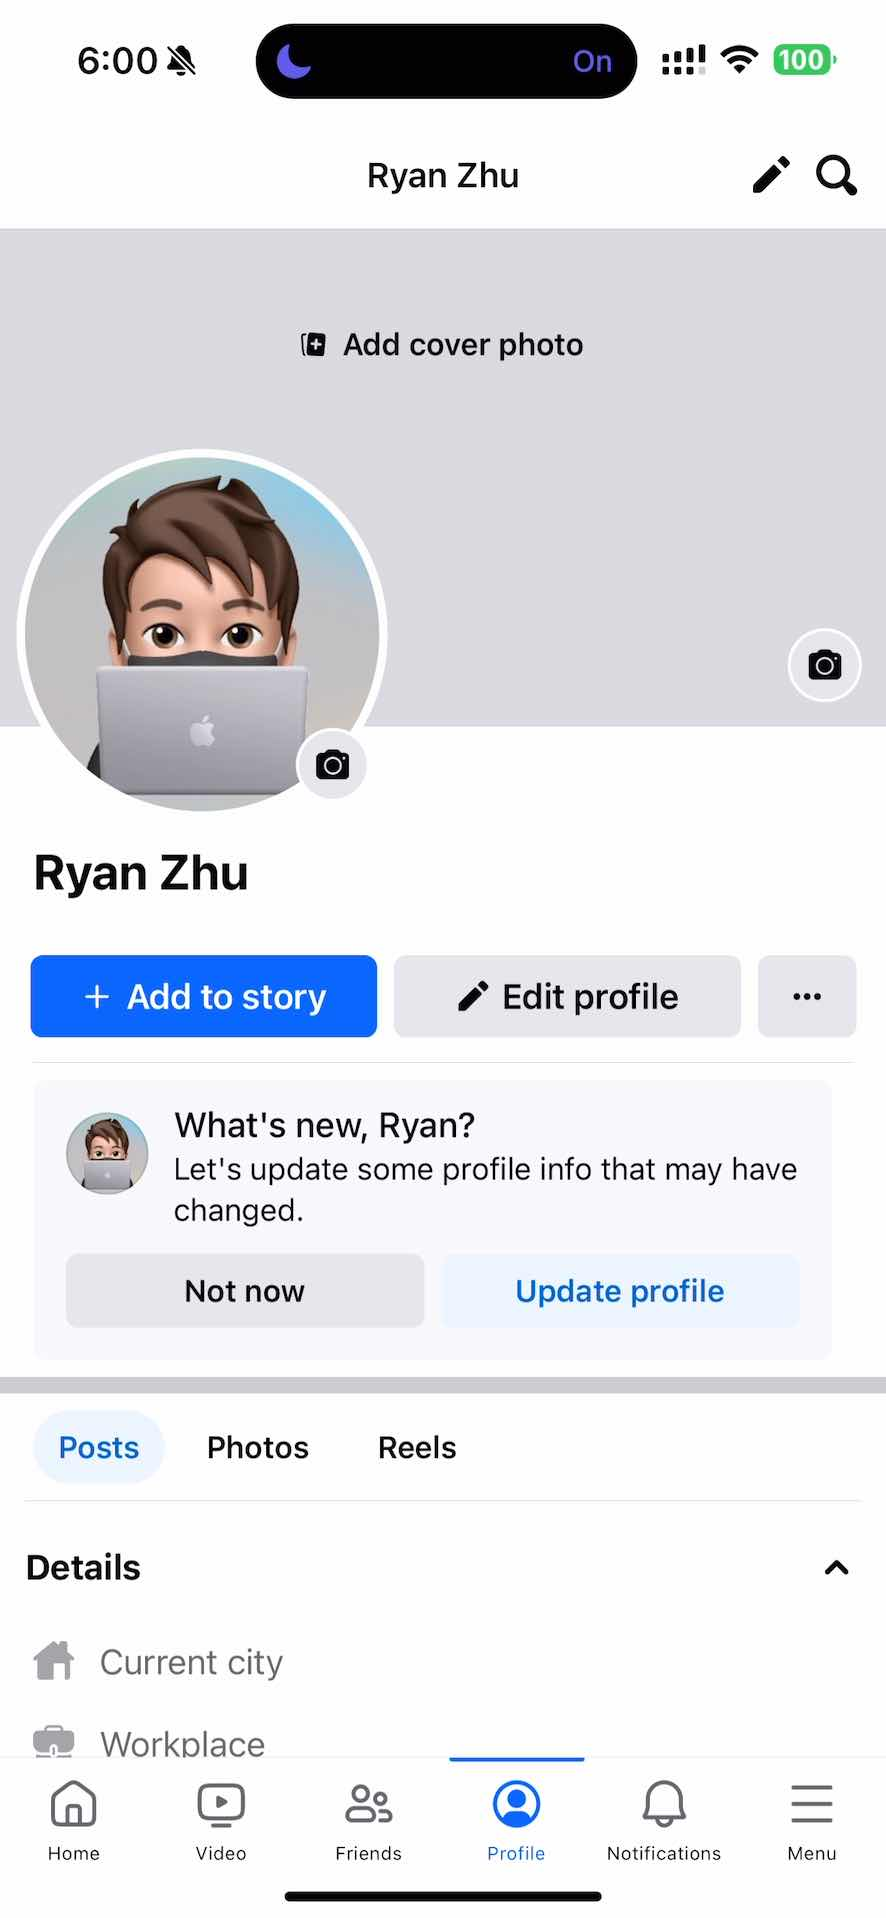 6:00
On
100
Ryan Zhu
Add cover photo
Ryan Zhu
+ Add to story
Edit profile
What's new, Ryan?
Let's update some profile info that may have
changed.
Not now
Update profile
Posts
Photos
Reels
Details
Current city
Workplace
Home
Video
Friends
Profile
Notifications
Menu